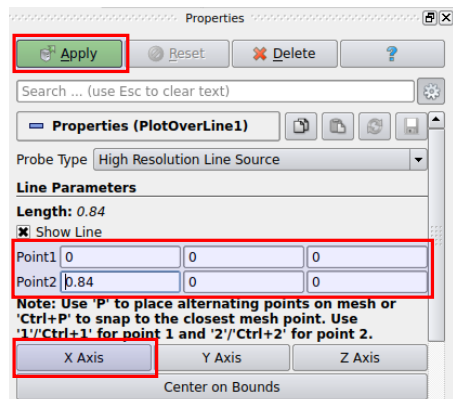 Properties
Apply Reset Delete ?
Search ... (use Esc to clear text)
Properties (PlotOverLine1)
Probe Type High Resolution Line Source
Line Parameters
Length: 0.84
Show Line
Point1 0 0 0
Point2 0.84 0 0
Note: Use 'P' to place alternating points on mesh or
'Ctrl+P' to snap to the closest mesh point. Use
'1'/'Ctrl+1' for point 1 and '2'/'Ctrl+2' for point 2.
X Axis Y Axis Z Axis
Center on Bounds